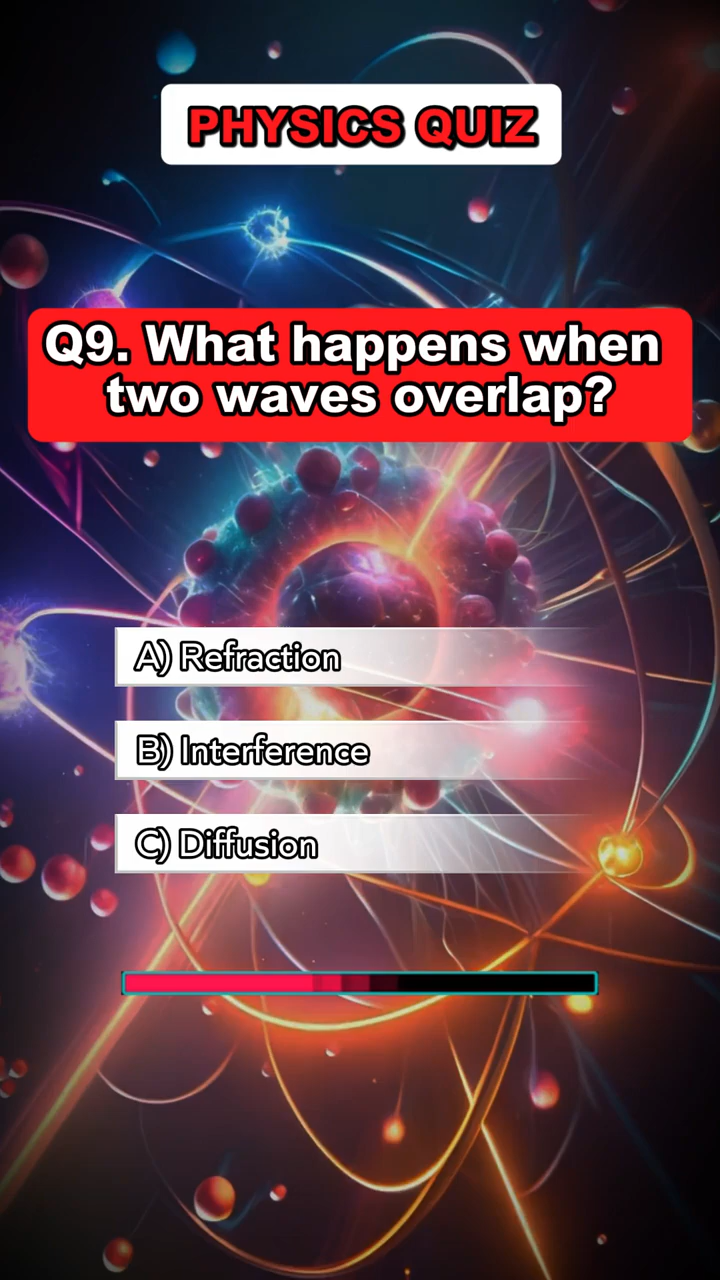 PHYSICS QUIZ
Q9. What happens when
two waves overlap?
A) Refraction
B) Interference
C) Diffusion